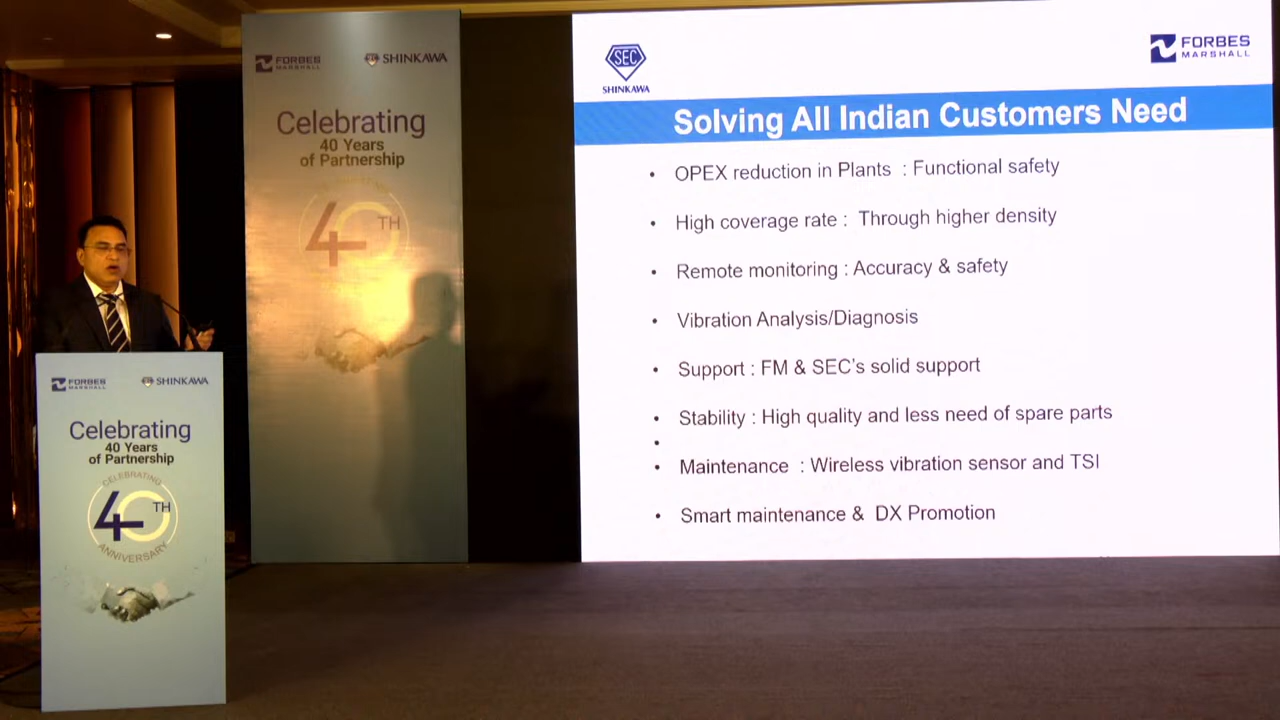 FORBES
MARSHALL
SHINKAWA
Celebrating
40 Years
of Partnership
40TH
SEC
SHINKAWA
FORBES
MARSHALL
Solving All Indian Customers Need
• OPEX reduction in Plants : Functional safety
• High coverage rate : Through higher density
• Remote monitoring : Accuracy & safety
• Vibration Analysis/Diagnosis
• Support : FM & SEC's solid support
• Stability : High quality and less need of spare parts
•
• Maintenance : Wireless vibration sensor and TSI
• Smart maintenance & DX Promotion
FORBES
MARSHALL
SHINKAWA
Celebrating
40 Years
of Partnership
CELEBRATING
40TH
ANNIVERSARY